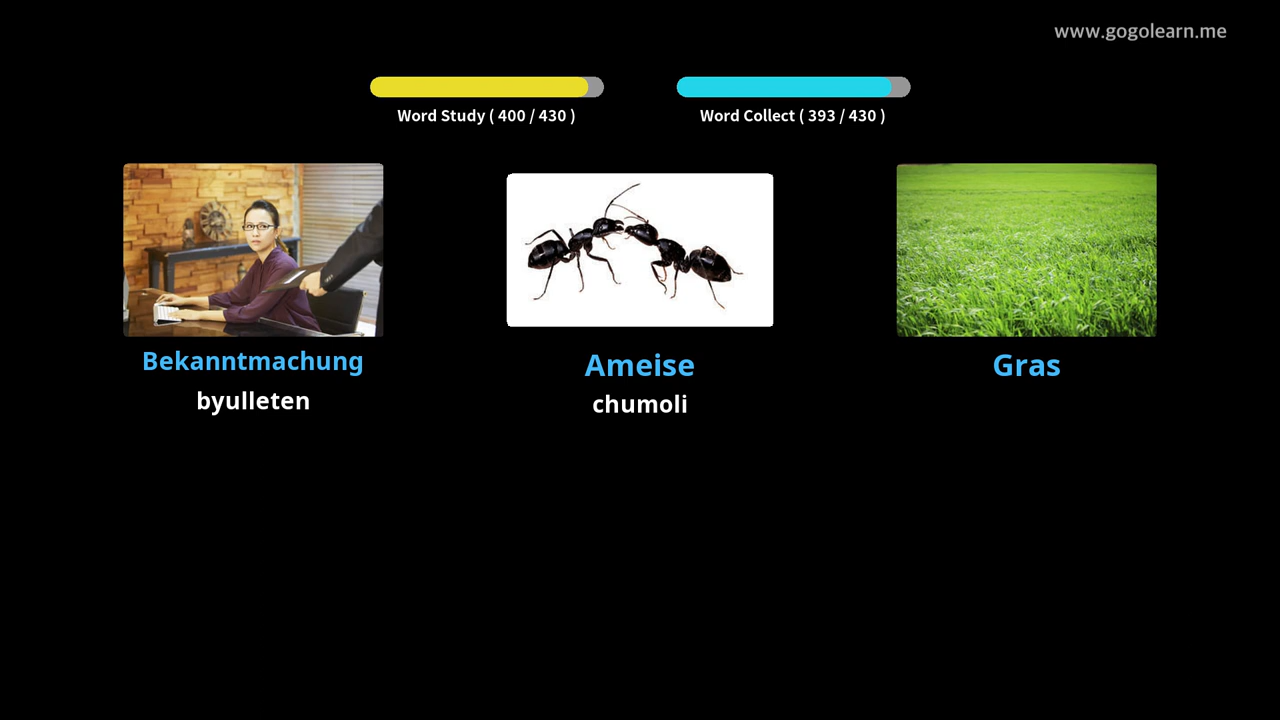 www.gogolearn.me
Word Study ( 400 / 430 )
Word Collect ( 393 / 430 )
Bekanntmachung
byulleten
Ameise
chumoli
Gras